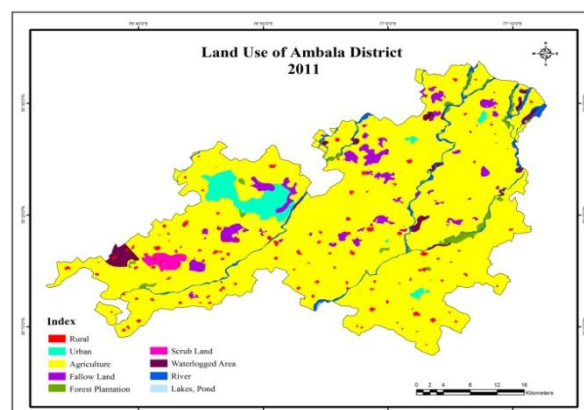 Land Use of Ambala District
2011
Index
Rural
Urban
Agriculture
Fallow Land
Forest Plantation
Scrub Land
Waterlogged Area
River
Lakes, Pond
0 2 4 8 12 16
Kilometers